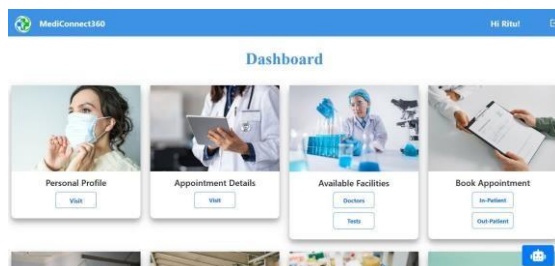 MediConnect360
Hi Ritu!
Dashboard
Personal Profile
Visit
Appointment Details
Visit
Available Facilities
Doctors
Tests
Book Appointment
In-Patient
Out-Patient